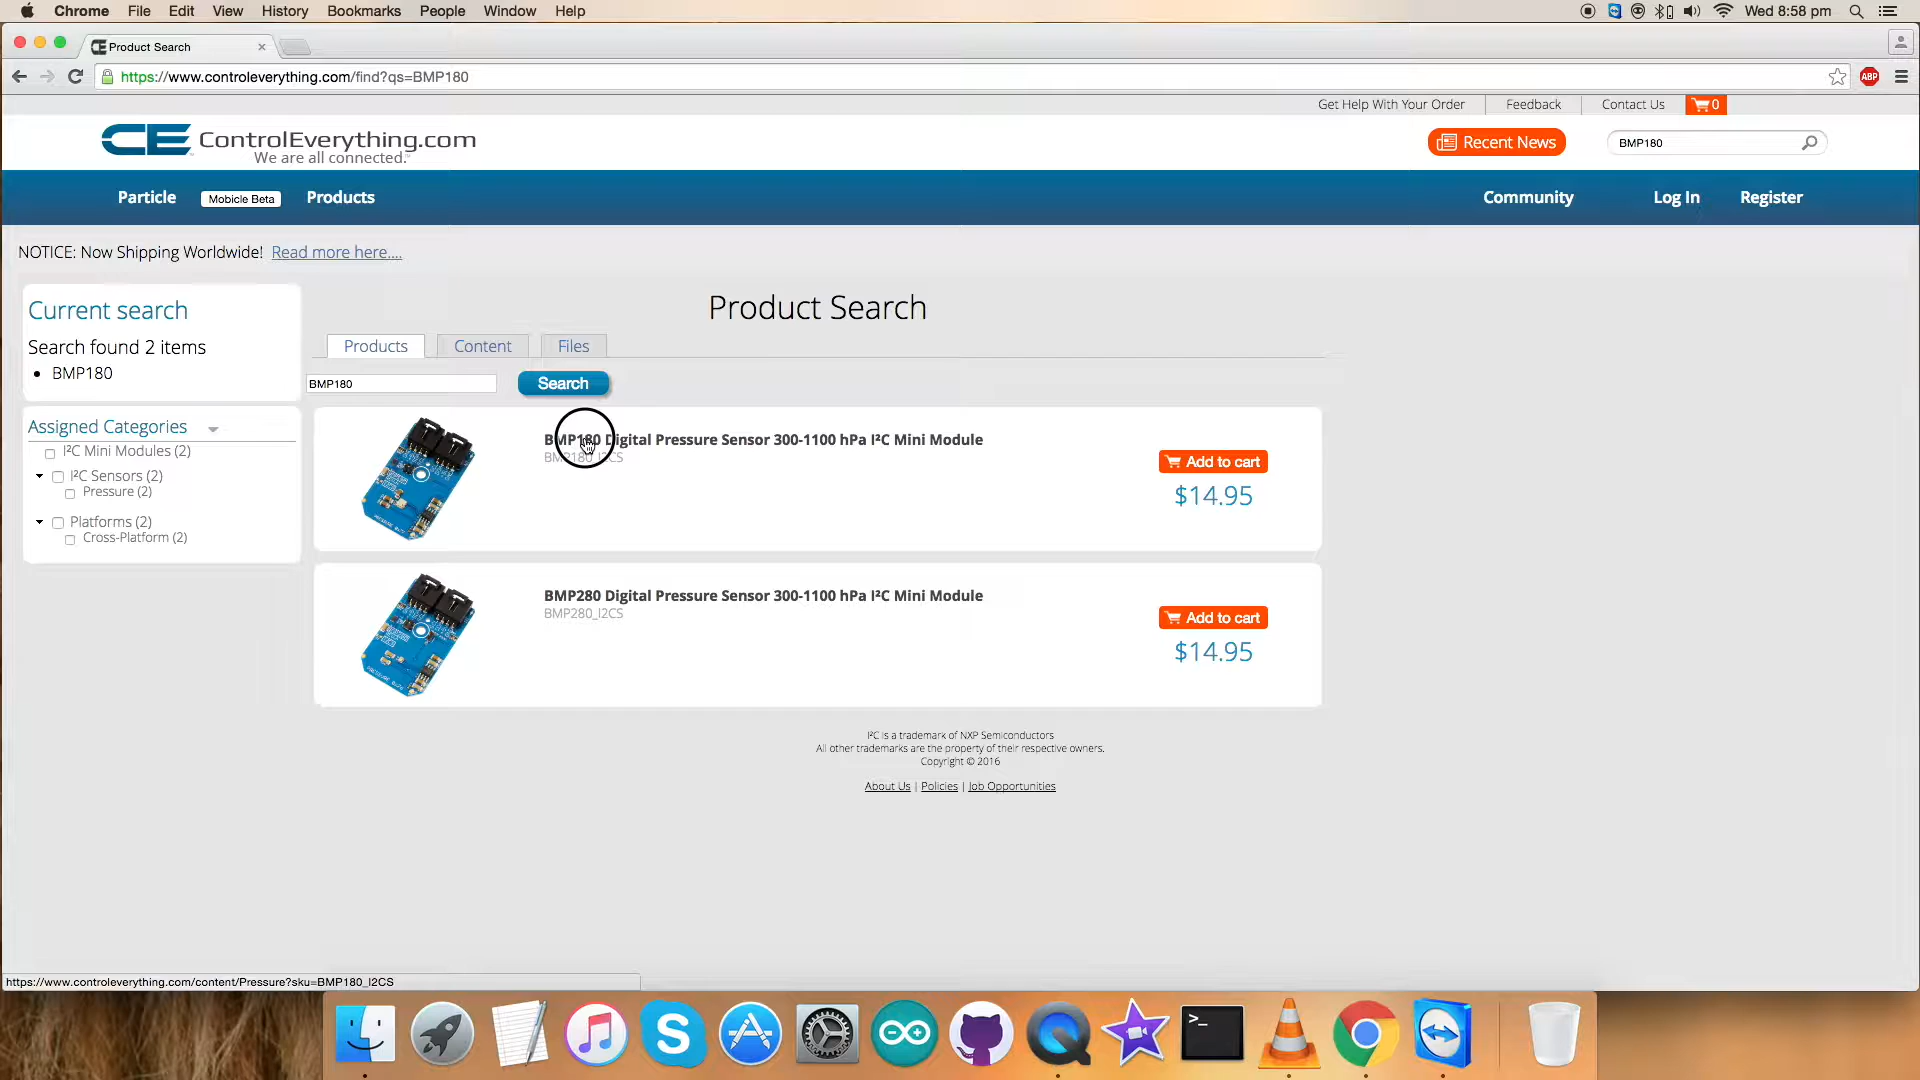 Chrome File Edit View History Bookmarks People Window Help Wed 8:58 pm
CE Product Search
https://www.controleverything.com/find?qs=BMP180 ABP
Get Help With Your Order Feedback Contact Us 0
CE ControlEverything.com
We are all connected.
Recent News BMP180
Particle Mobicle Beta Products Community Log In Register
NOTICE: Now Shipping Worldwide! Read more here....
Current search
Search found 2 items
• BMP180
Product Search
Products Content Files
BMP180 Search
Assigned Categories
I²C Mini Modules (2)
I²C Sensors (2)
Pressure (2)
Platforms (2)
Cross-Platform (2)
BMP180 Digital Pressure Sensor 300-1100 hPa I²C Mini Module
BMP180_I2CS
Add to cart
$14.95
BMP280 Digital Pressure Sensor 300-1100 hPa I²C Mini Module
BMP280_I2CS
Add to cart
$14.95
I²C is a trademark of NXP Semiconductors
All other trademarks are the property of their respective owners.
Copyright © 2016
About Us | Policies | Job Opportunities
https://www.controleverything.com/content/Pressure?sku=BMP180_I2CS